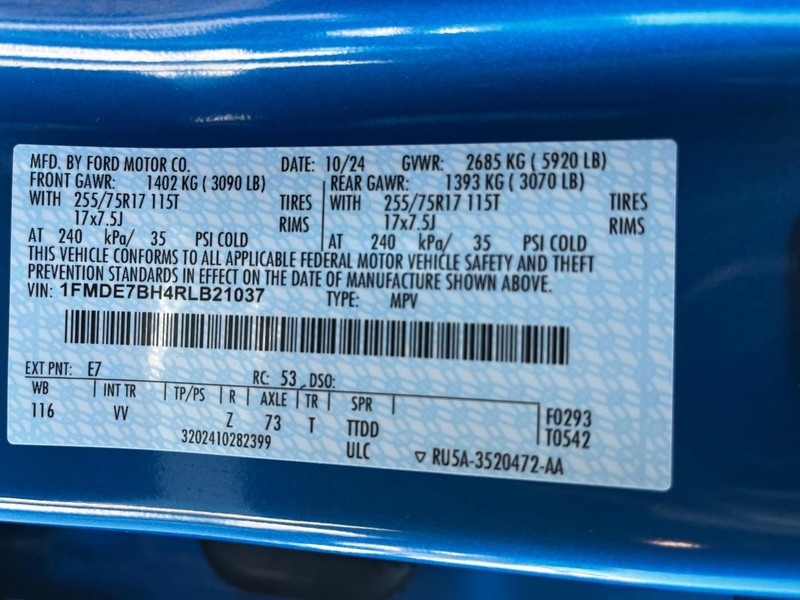 MFD. BY FORD MOTOR CO. DATE: 10/24 GVWR: 2685 KG ( 5920 LB)
FRONT GAWR: 1402 KG ( 3090 LB) REAR GAWR: 1393 KG ( 3070 LB)
WITH 255/75R17 115T TIRES WITH 255/75R17 115T TIRES
17x7.5J RIMS 17x7.5J RIMS
AT 240 kPa/ 35 PSI COLD AT 240 kPa/ 35 PSI COLD
THIS VEHICLE CONFORMS TO ALL APPLICABLE FEDERAL MOTOR VEHICLE SAFETY AND THEFT
PREVENTION STANDARDS IN EFFECT ON THE DATE OF MANUFACTURE SHOWN ABOVE.
VIN: 1FMDE7BH4RLB21037 TYPE: MPV
EXT PNT: E7 RC: 53 DSO:
WB INT TR TP/PS R AXLE TR SPR
116 VV Z 73 T TTDD F0293
3202410282399 ULC T0542
RU5A-3520472-AA